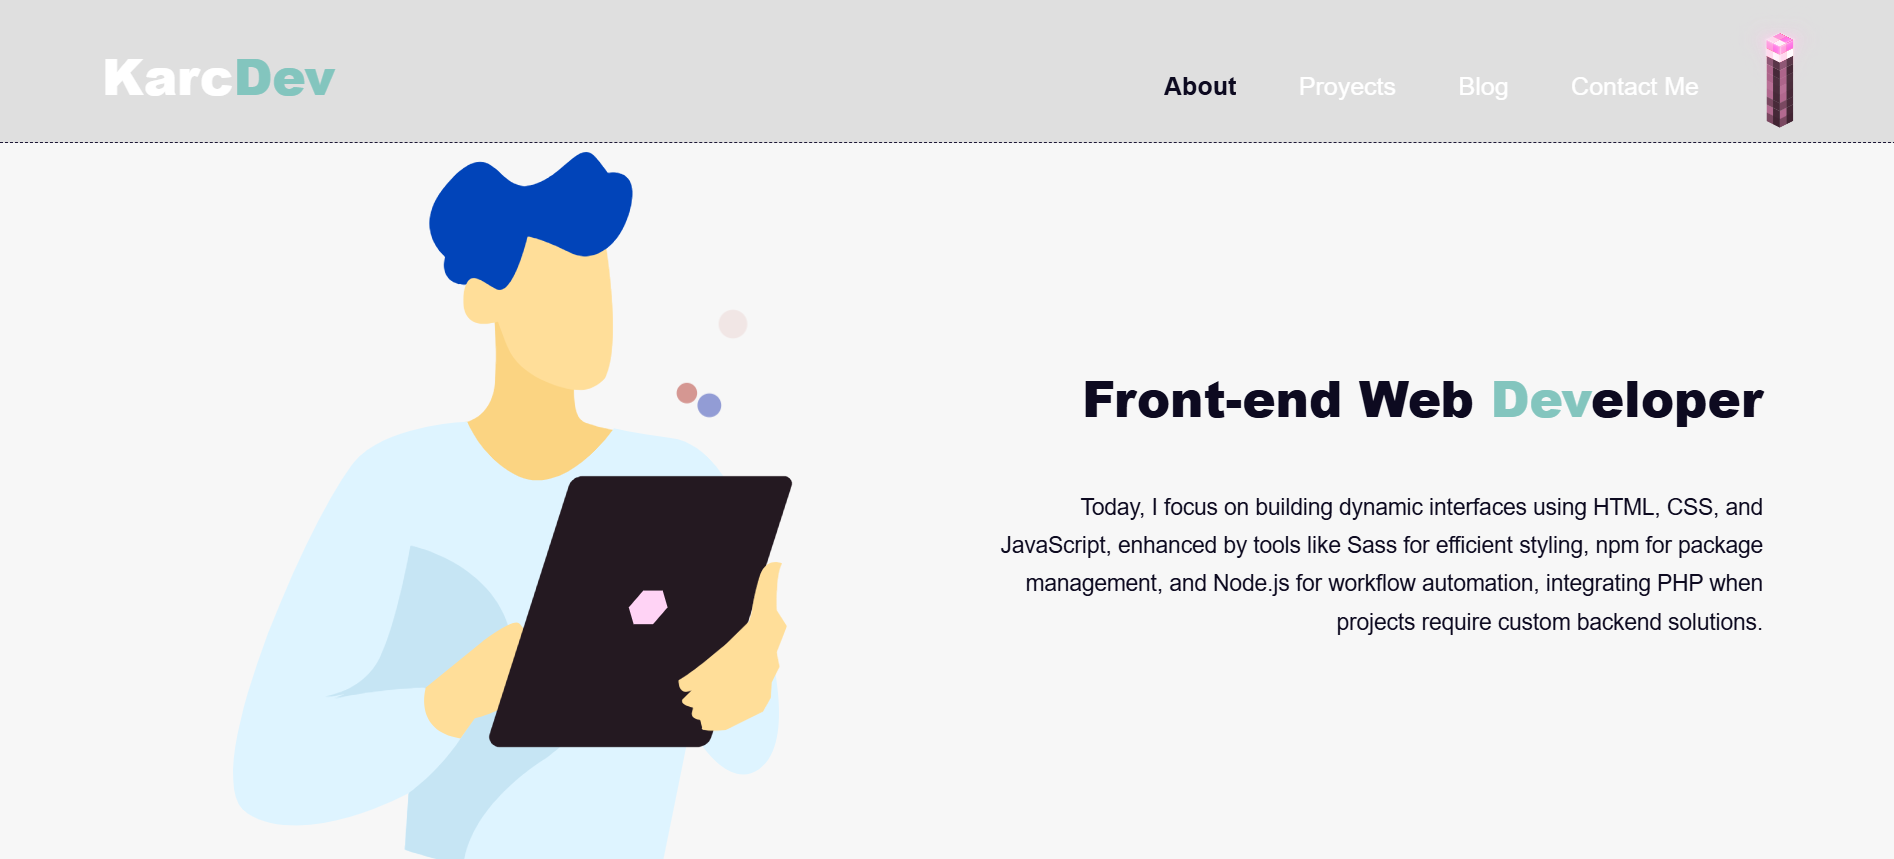 KarcDev
About Proyects Blog Contact Me
Front-end Web Developer
Today, I focus on building dynamic interfaces using HTML, CSS, and
JavaScript, enhanced by tools like Sass for efficient styling, npm for package
management, and Node.js for workflow automation, integrating PHP when
projects require custom backend solutions.